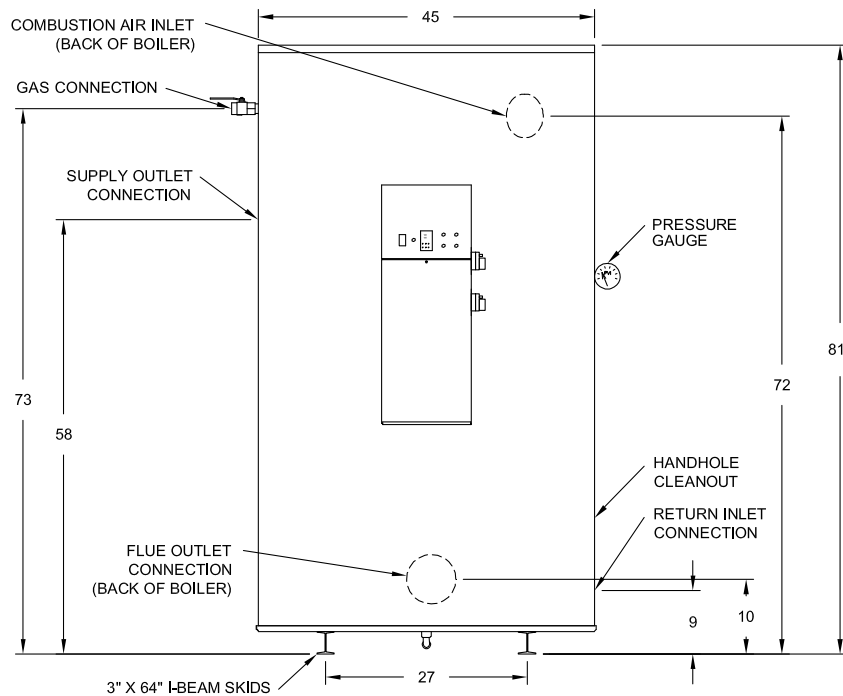 45
COMBUSTION AIR INLET
(BACK OF BOILER)
GAS CONNECTION
SUPPLY OUTLET
CONNECTION
PRESSURE
GAUGE
81
73
72
58
HANDHOLE
CLEANOUT
RETURN INLET
CONNECTION
FLUE OUTLET
CONNECTION
(BACK OF BOILER)
9
10
27
3" X 64" I-BEAM SKIDS